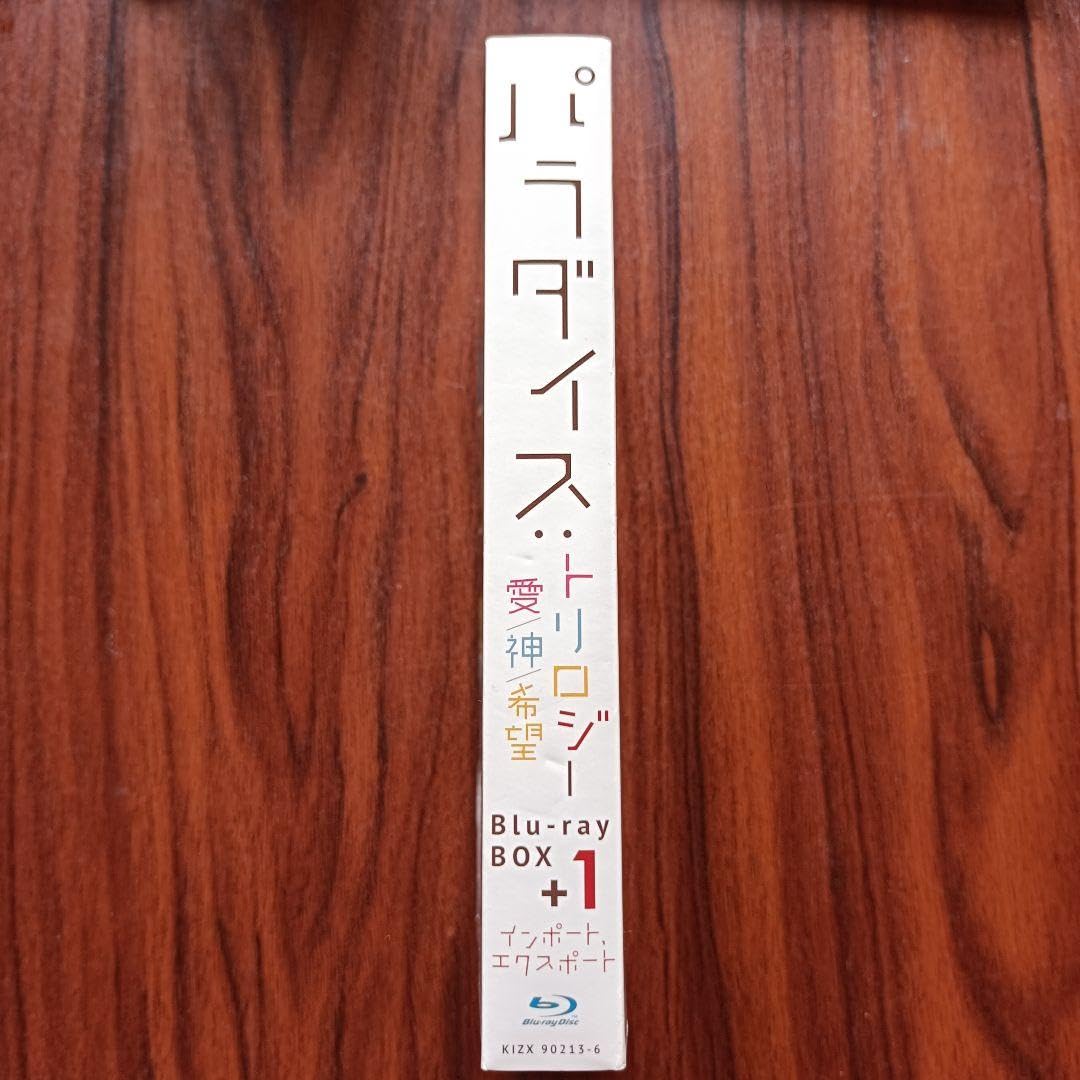 パラダイス:
トリロジー
愛/神/希望
Blu-ray
BOX
+1
インポート、
エクスポート
Blu-ray Disc
KIZX 90213-6